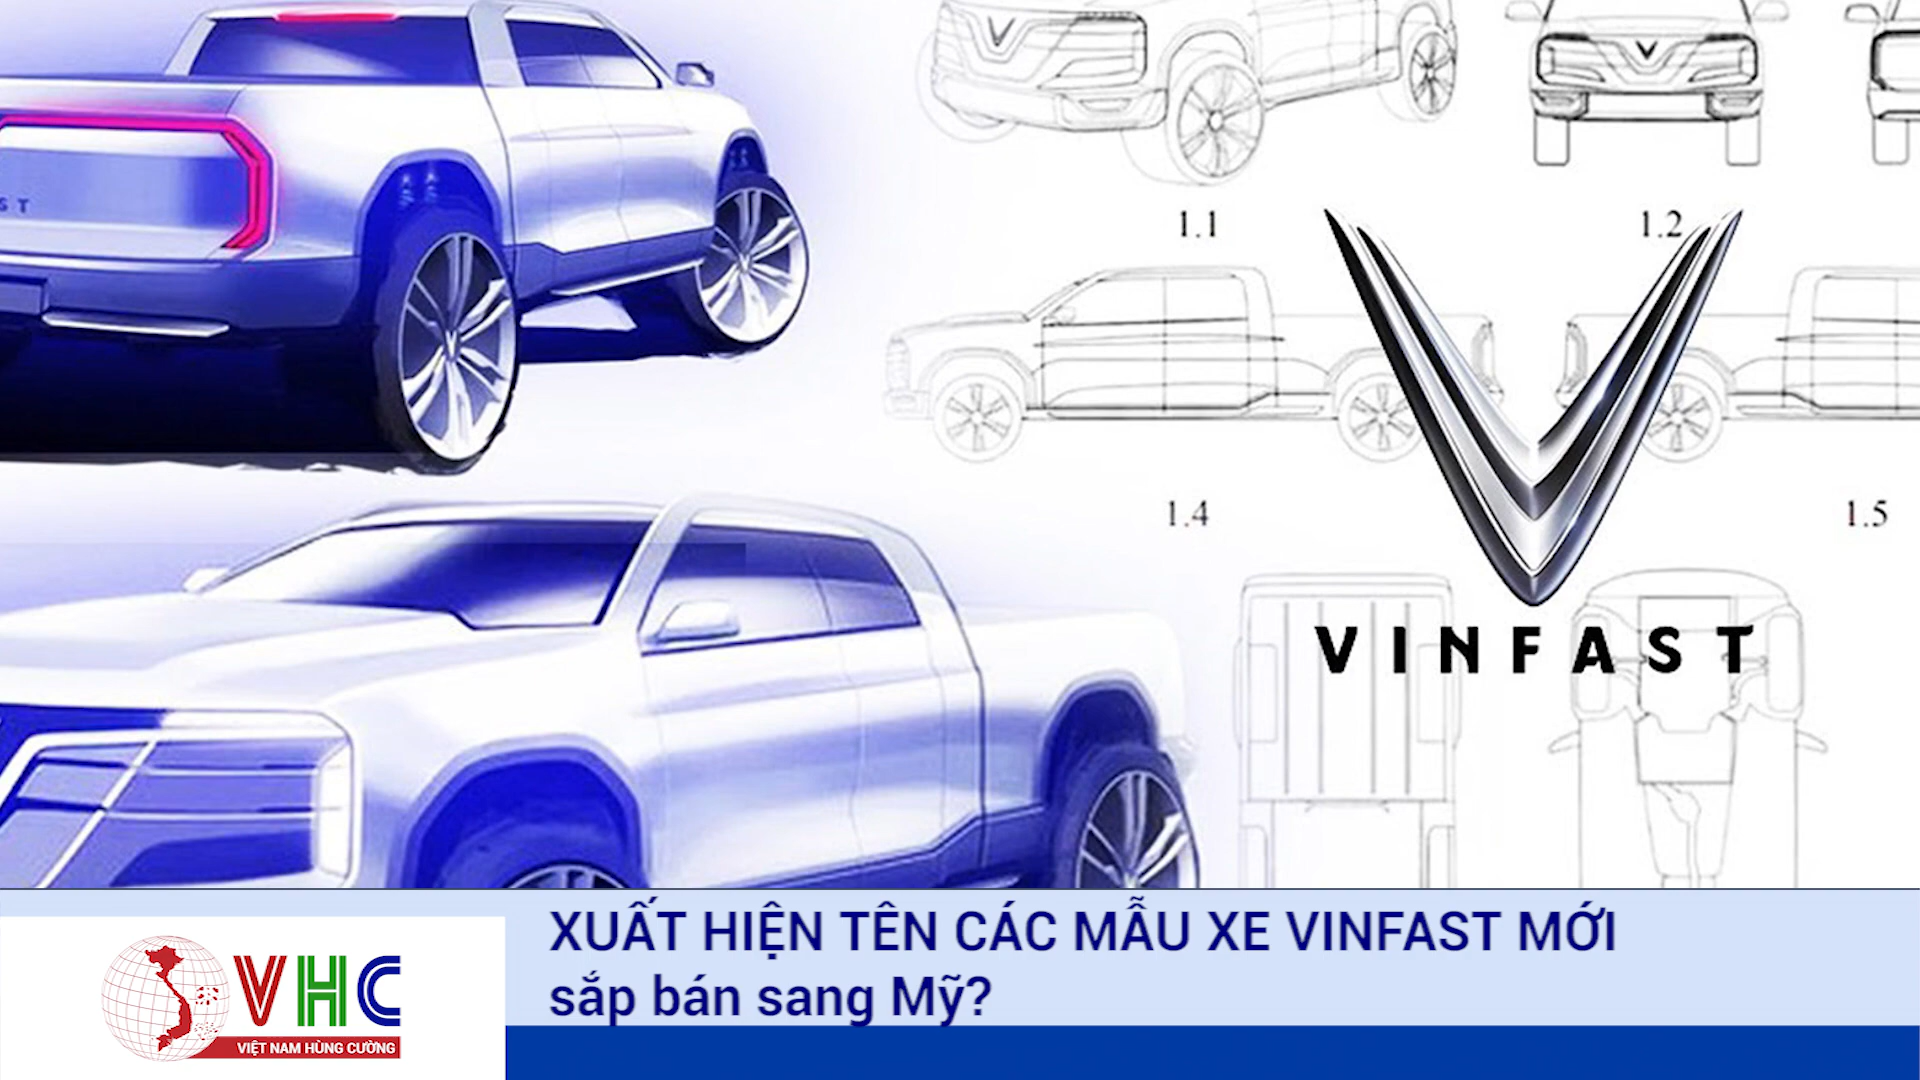 S T
1.1
1.2
1.4
1.5
VINFAST
XUẤT HIỆN TÊN CÁC MẪU XE VINFAST MỚI
sắp bán sang Mỹ?
VHC
VIỆT NAM HÙNG CƯỜNG